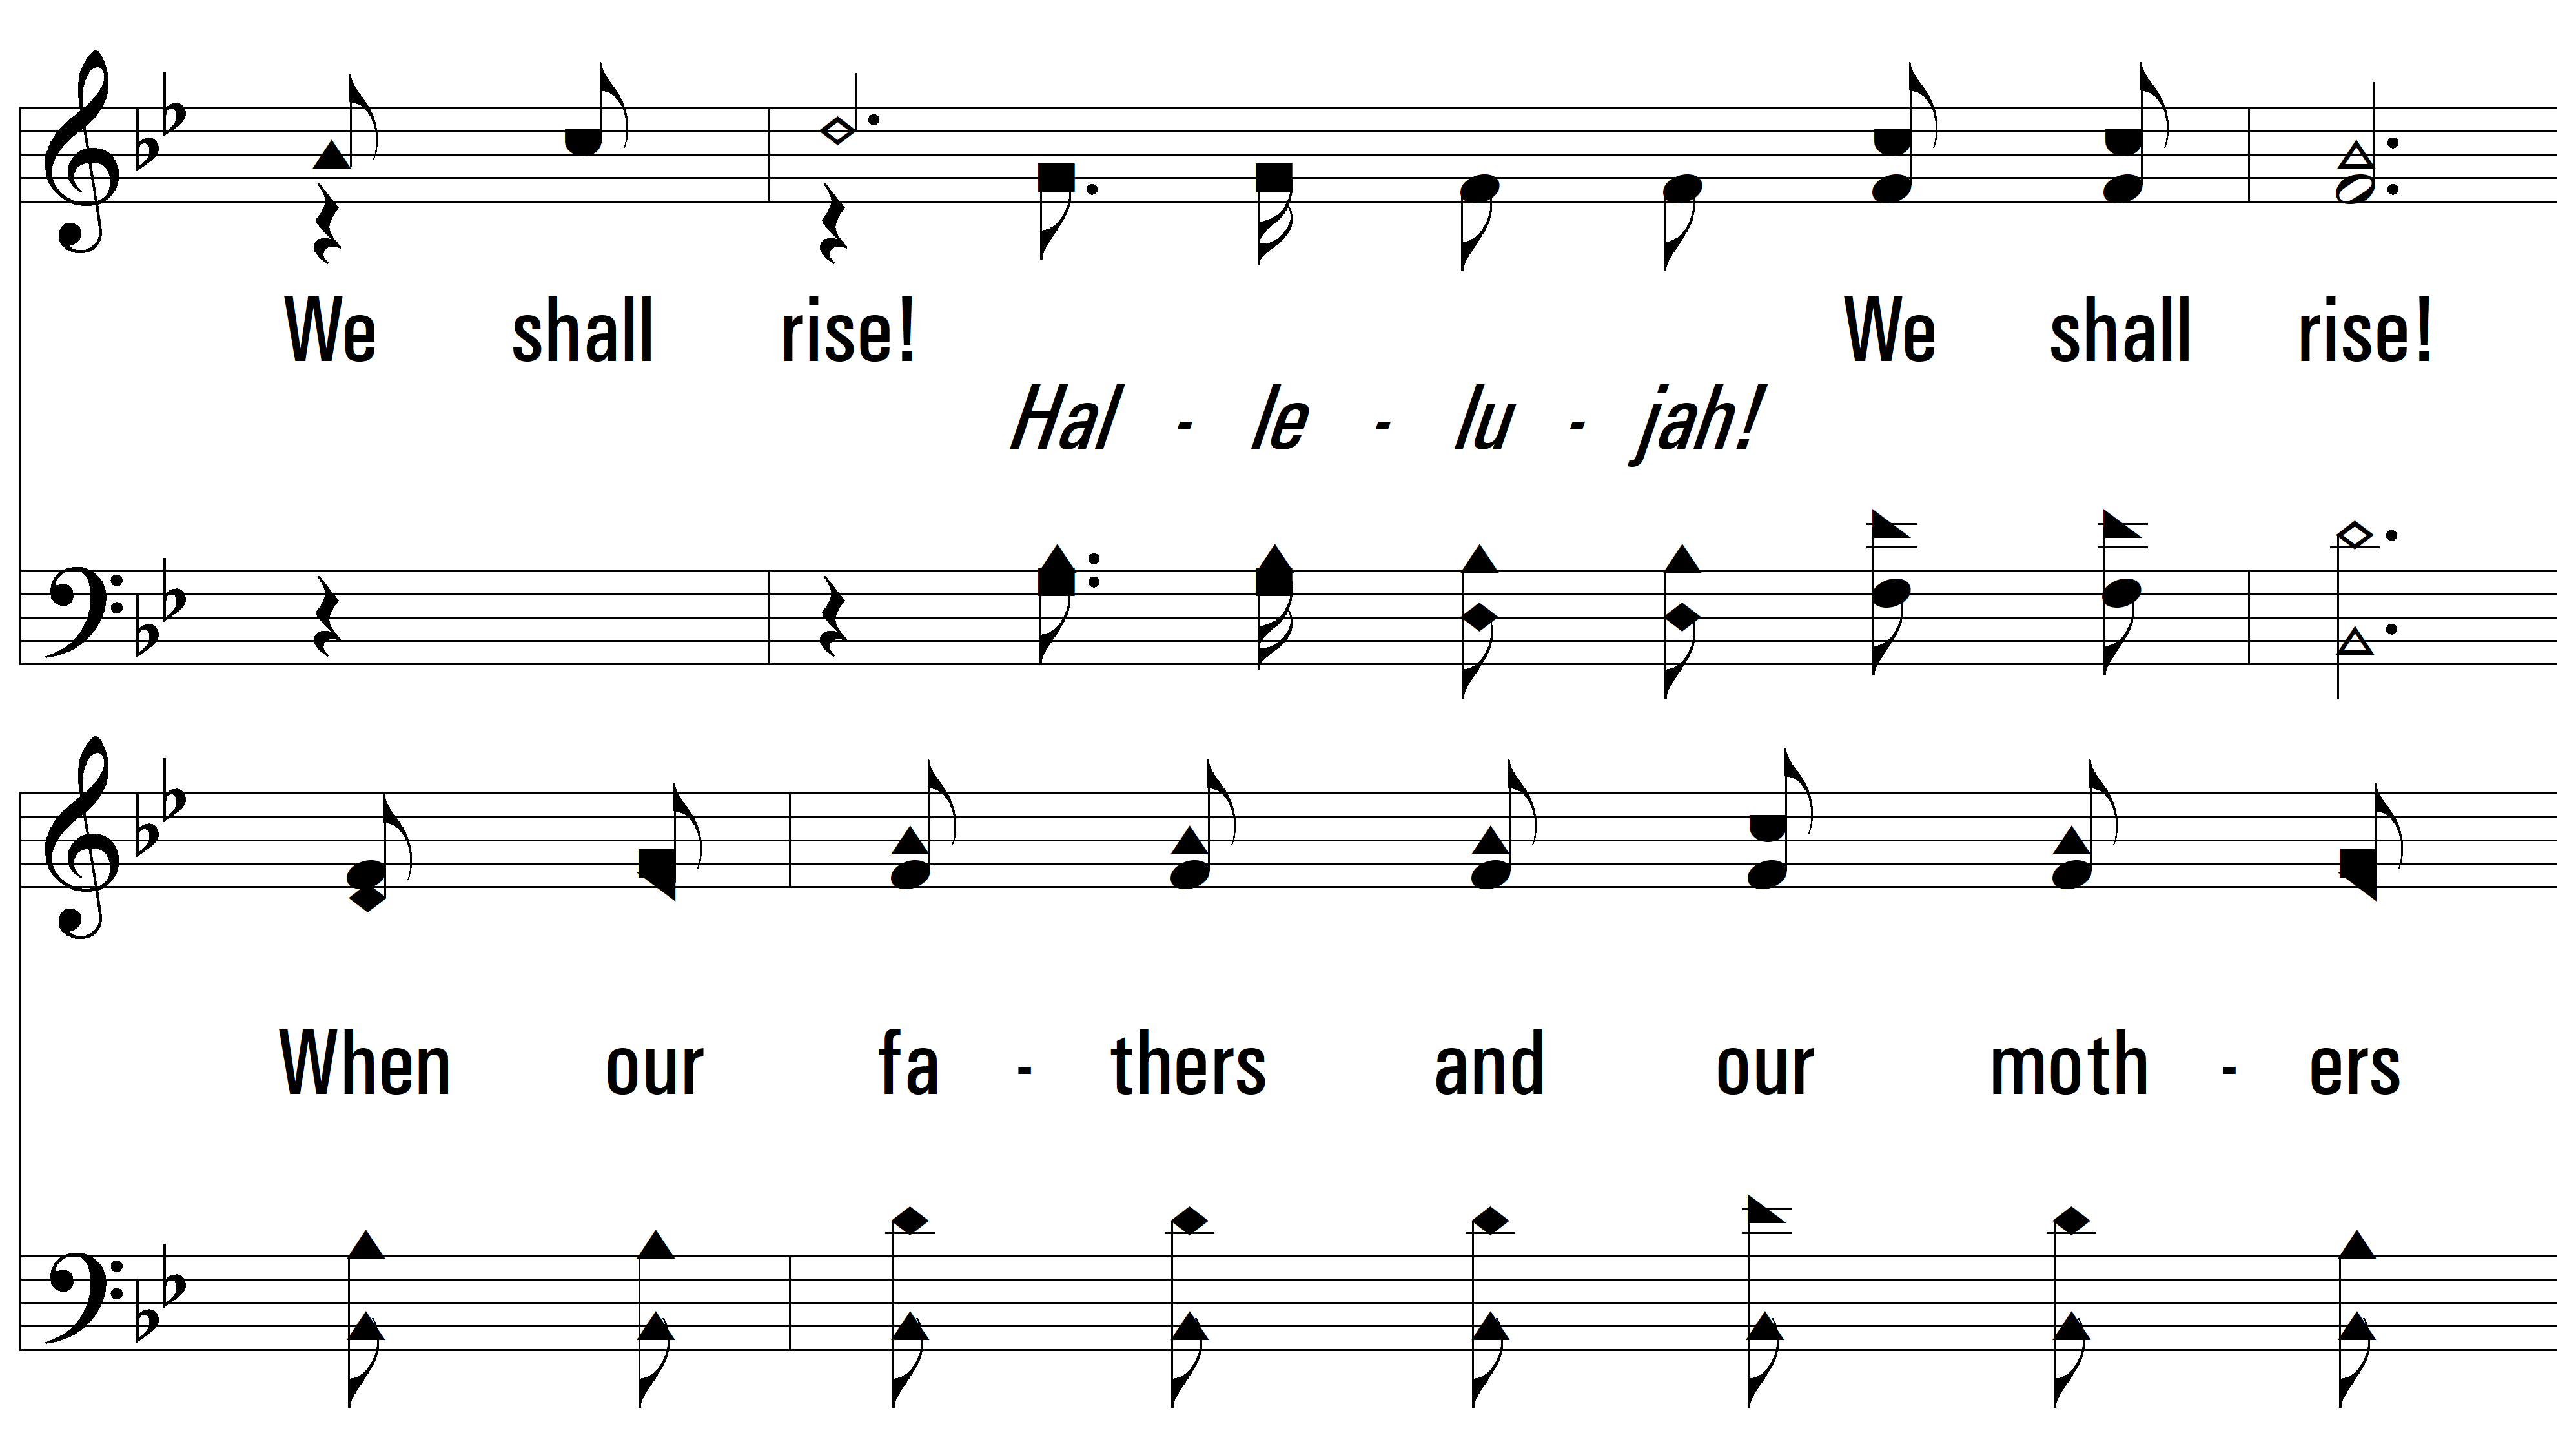 We shall rise! We shall rise!
Hal - le - lu - jah!
When our fa - thers and our moth - ers